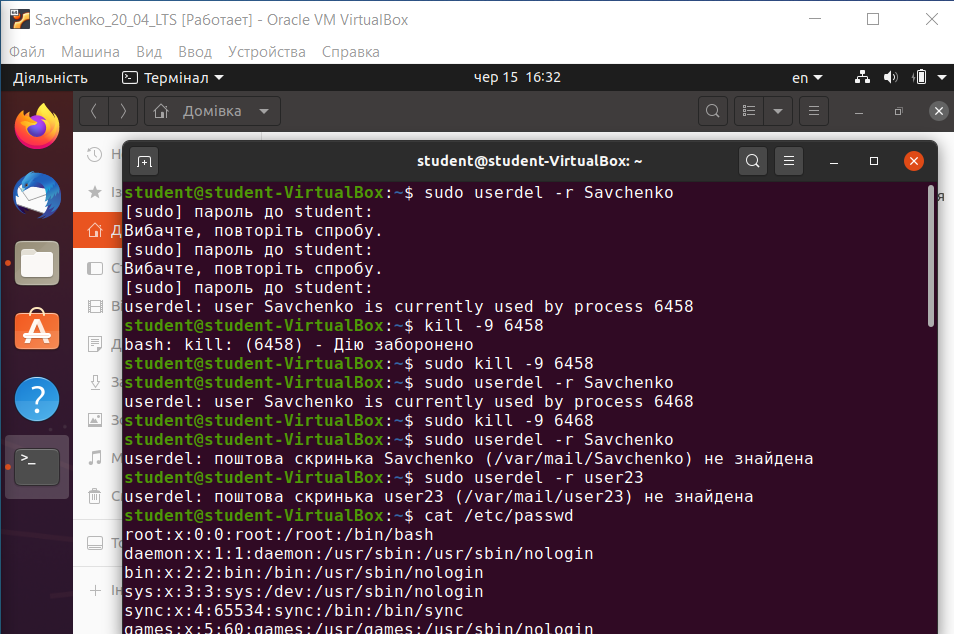 Savchenko_20_04_LTS [Работает] - Oracle VM VirtualBox
Файл Машина Вид Ввод Устройства Справка
Діяльність Термінал чер 15 16:32 en
Домівка
student@student-VirtualBox: ~
student@student-VirtualBox:~$ sudo userdel -r Savchenko
[sudo] пароль до student:
Вибачте, повторіть спробу.
[sudo] пароль до student:
Вибачте, повторіть спробу.
[sudo] пароль до student:
userdel: user Savchenko is currently used by process 6458
student@student-VirtualBox:~$ kill -9 6458
bash: kill: (6458) - Дію заборонено
student@student-VirtualBox:~$ sudo kill -9 6458
student@student-VirtualBox:~$ sudo userdel -r Savchenko
userdel: user Savchenko is currently used by process 6468
student@student-VirtualBox:~$ sudo kill -9 6468
student@student-VirtualBox:~$ sudo userdel -r Savchenko
userdel: поштова скринька Savchenko (/var/mail/Savchenko) не знайдена
student@student-VirtualBox:~$ sudo userdel -r user23
userdel: поштова скринька user23 (/var/mail/user23) не знайдена
student@student-VirtualBox:~$ cat /etc/passwd
root:x:0:0:root:/root:/bin/bash
daemon:x:1:1:daemon:/usr/sbin:/usr/sbin/nologin
bin:x:2:2:bin:/bin:/usr/sbin/nologin
sys:x:3:3:sys:/dev:/usr/sbin/nologin
sync:x:4:65534:sync:/bin:/bin/sync
games:x:5:60:games:/usr/games:/usr/sbin/nologin